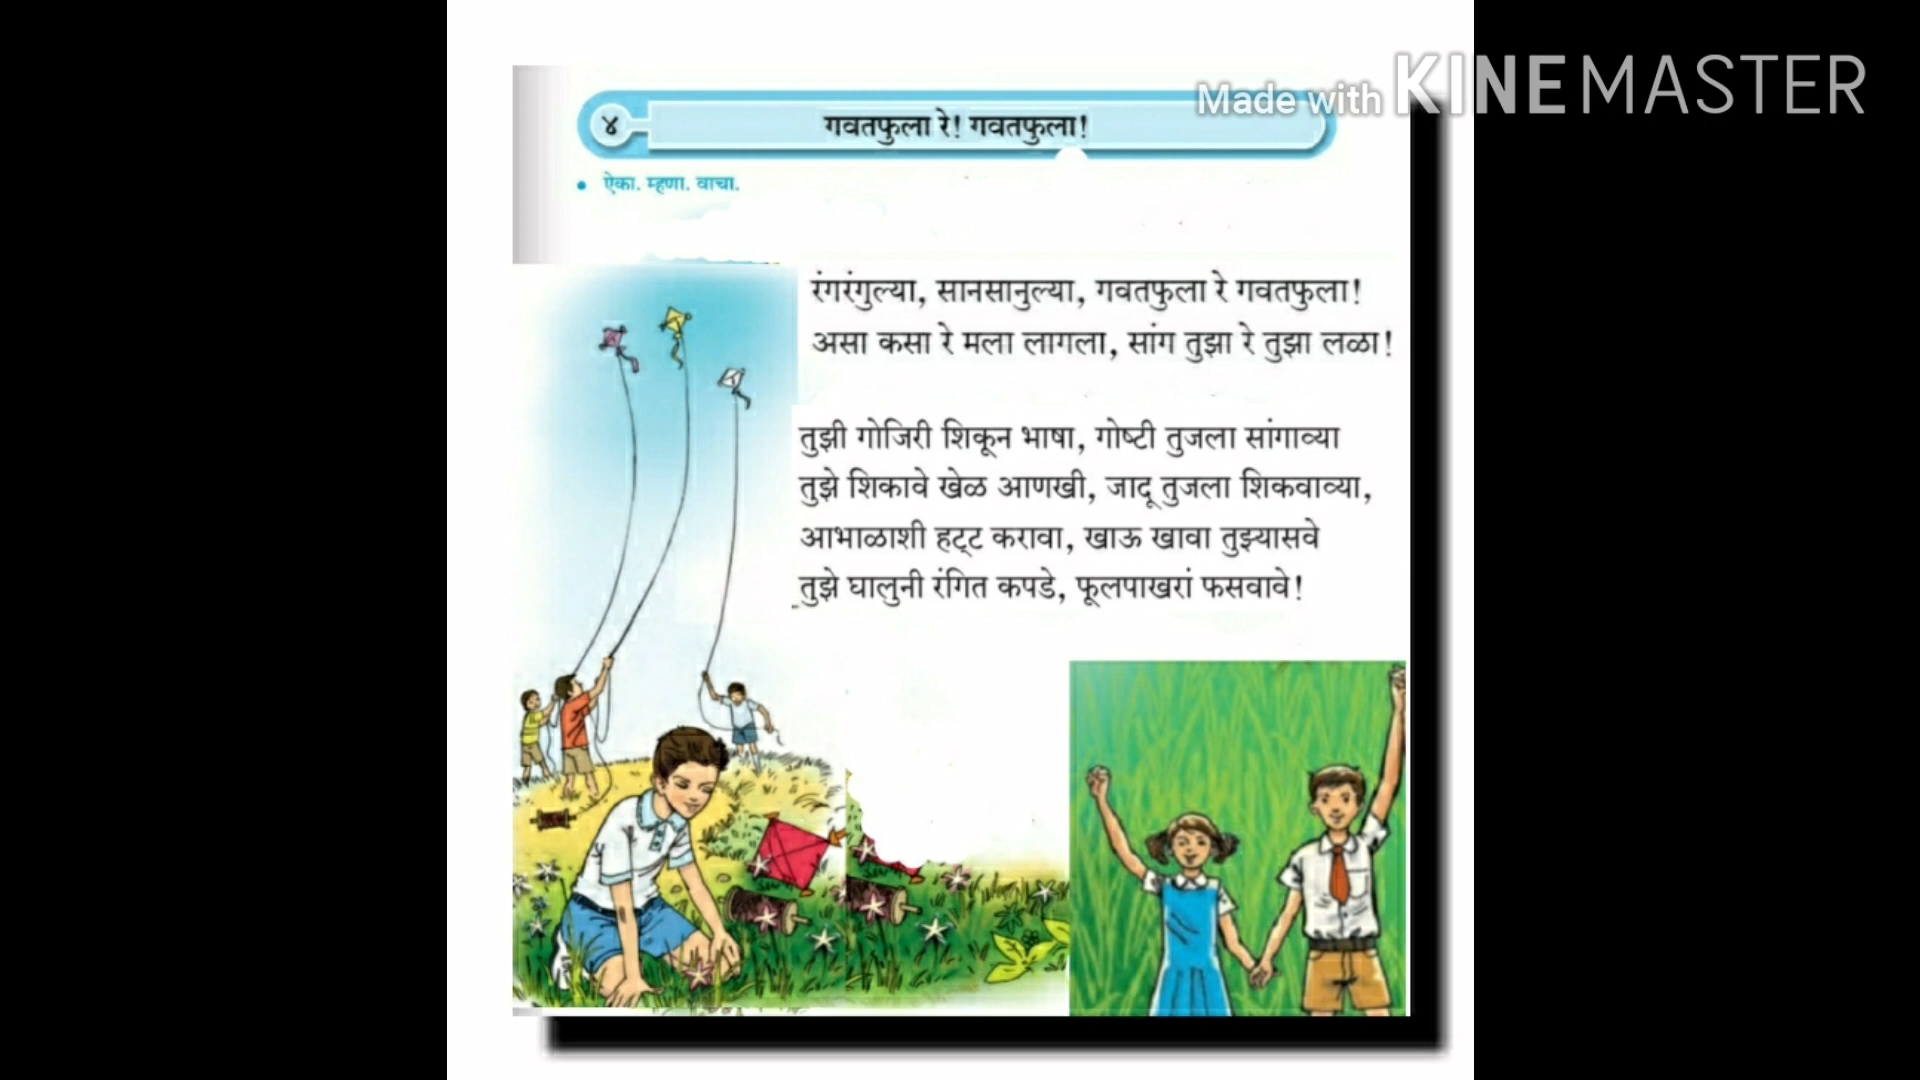 Made with KINEMASTER
४ गवतफुला रे! गवतफुला!
• ऐका. म्हणा. वाचा.
रंगरंगुल्या, सानसानुल्या, गवतफुला रे गवतफुला!
असा कसा रे मला लागला, सांग तुझा रे तुझा लळा!
तुझी गोजिरी शिकून भाषा, गोष्टी तुजला सांगाव्या
तुझे शिकावे खेळ आणखी, जादू तुजला शिकवाव्या,
आभाळाशी हट्ट करावा, खाऊ खावा तुझ्यासवे
तुझे घालुनी रंगित कपडे, फूलपाखरां फसवावे!